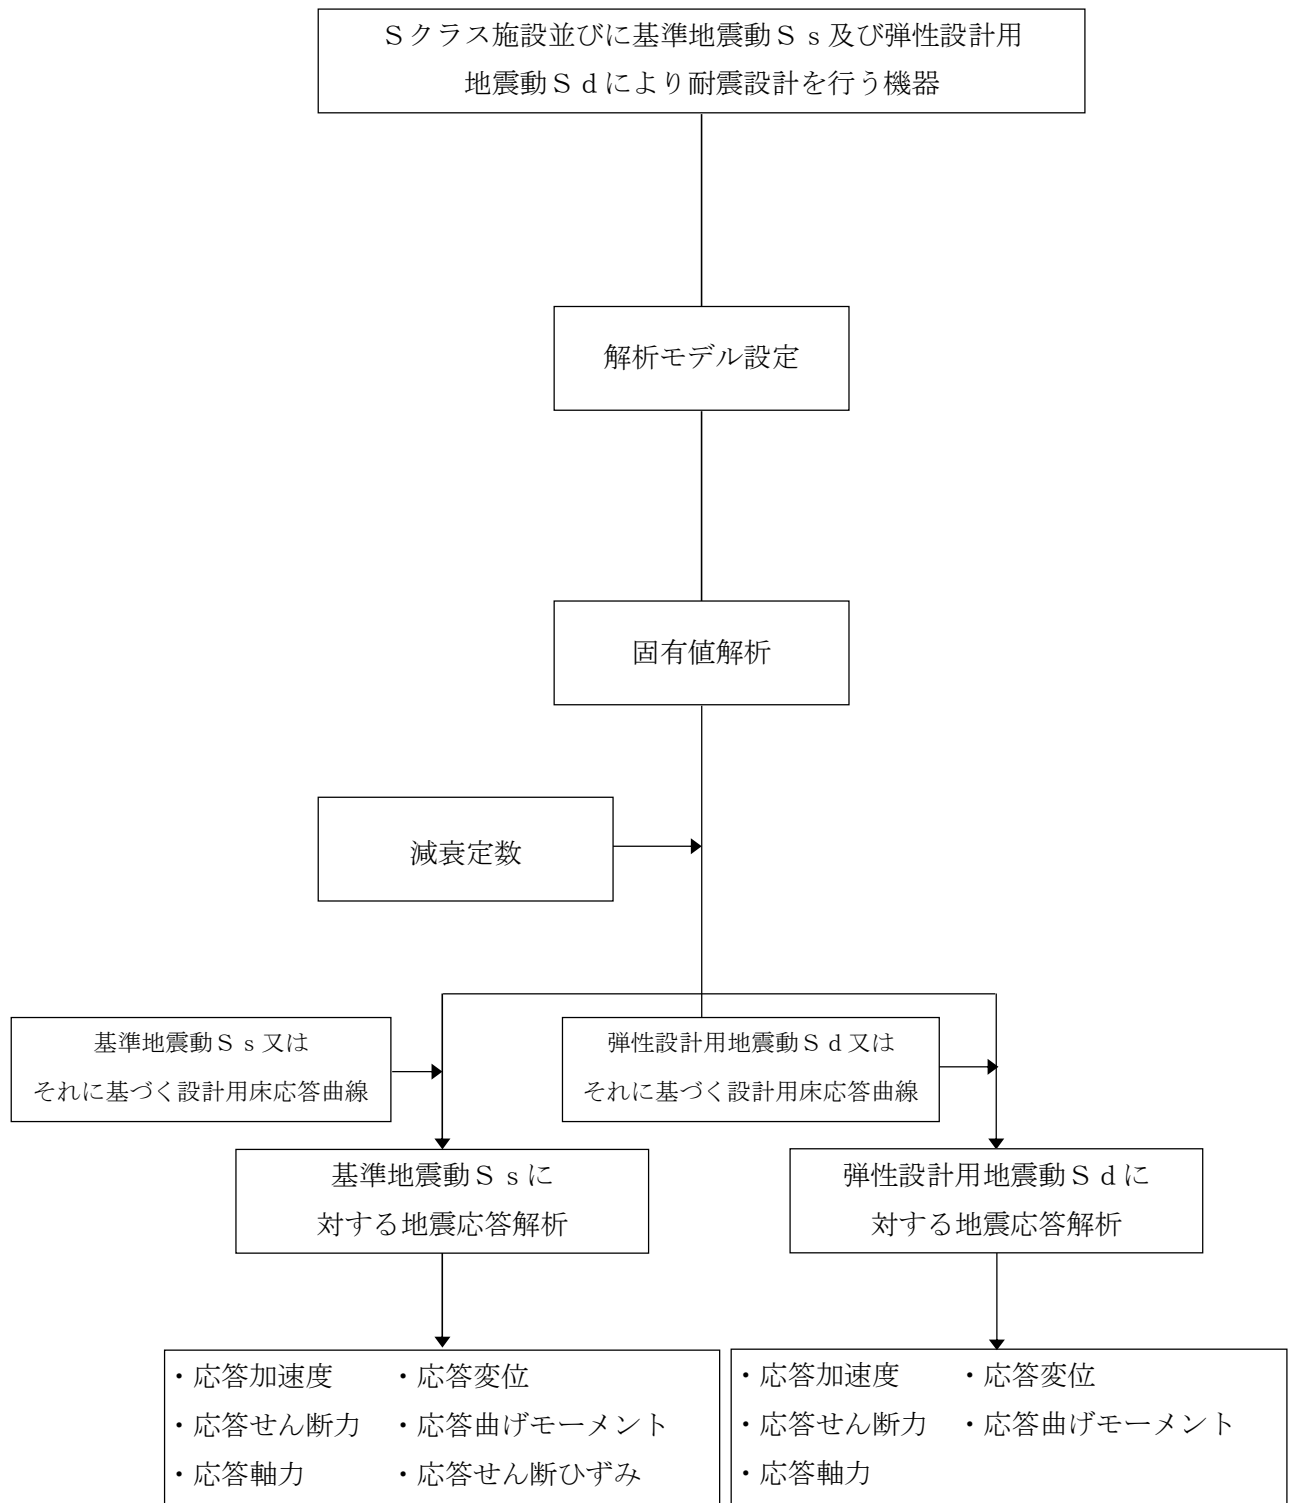 Ｓクラス施設並びに基準地震動Ｓｓ及び弾性設計用
地震動Ｓｄにより耐震設計を行う機器
解析モデル設定
固有値解析
減衰定数
基準地震動Ｓｓ又は
それに基づく設計用床応答曲線
弾性設計用地震動Ｓｄ又は
それに基づく設計用床応答曲線
基準地震動Ｓｓに
対する地震応答解析
弾性設計用地震動Ｓｄに
対する地震応答解析
・応答加速度　・応答変位
・応答せん断力　・応答曲げモーメント
・応答軸力　・応答せん断ひずみ
・応答加速度　・応答変位
・応答せん断力　・応答曲げモーメント
・応答軸力